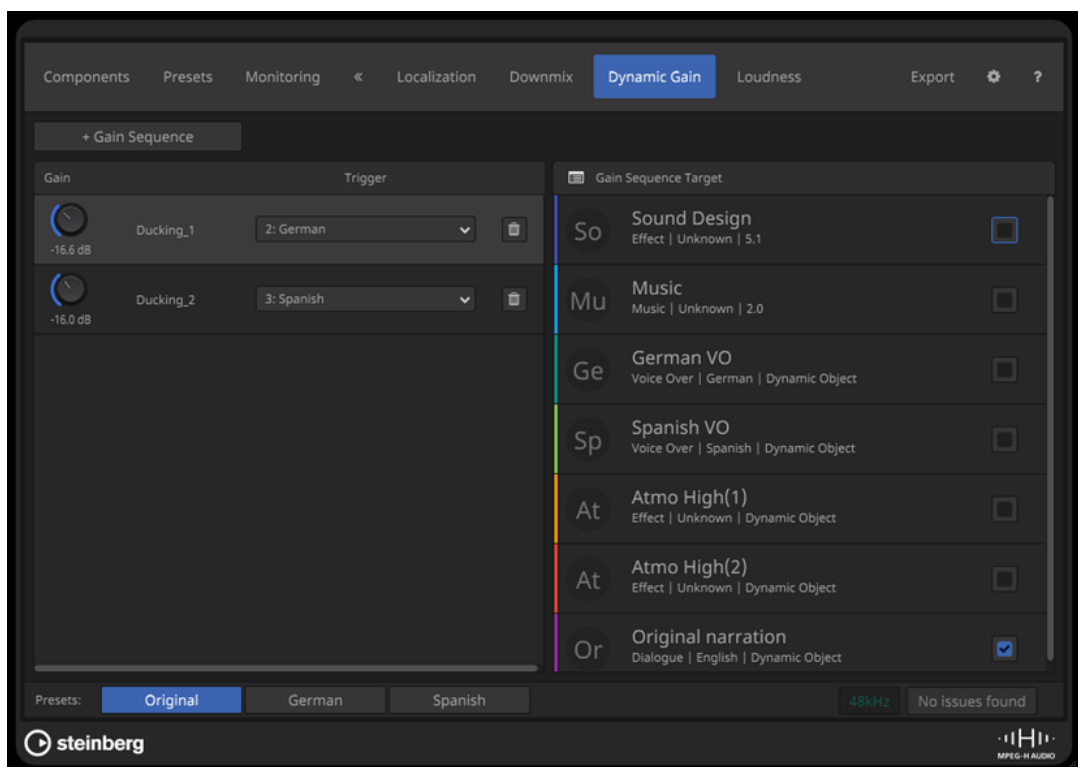 Components Presets Monitoring « Localization Downmix Dynamic Gain Loudness Export ?
+ Gain Sequence
Gain Trigger
Gain Sequence Target
-16.6 dB
Ducking_1
2: German
-16.0 dB
Ducking_2
3: Spanish
So
Sound Design
Effect | Unknown | 5.1
Mu
Music
Music | Unknown | 2.0
Ge
German VO
Voice Over | German | Dynamic Object
Sp
Spanish VO
Voice Over | Spanish | Dynamic Object
At
Atmo High(1)
Effect | Unknown | Dynamic Object
At
Atmo High(2)
Effect | Unknown | Dynamic Object
Or
Original narration
Dialogue | English | Dynamic Object
Presets: Original German Spanish 48kHz No issues found
steinberg
MPEG-H AUDIO